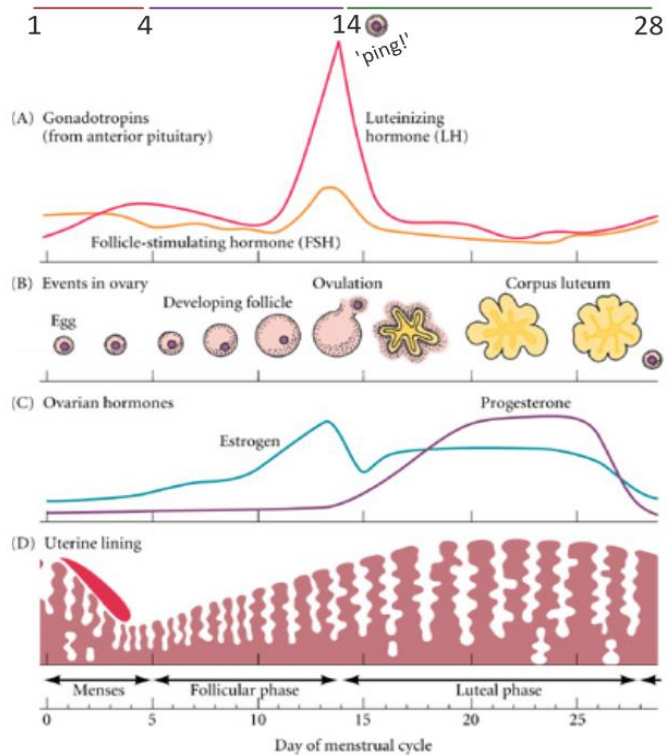 1 4 14 28
'ping!'
(A) Gonadotropins
(from anterior pituitary)
Luteinizing
hormone (LH)
Follicle-stimulating hormone (FSH)
(B) Events in ovary
Ovulation
Corpus luteum
Developing follicle
Egg
(C) Ovarian hormones
Progesterone
Estrogen
(D) Uterine lining
Menses Follicular phase Luteal phase
0 5 10 15 20 25
Day of menstrual cycle